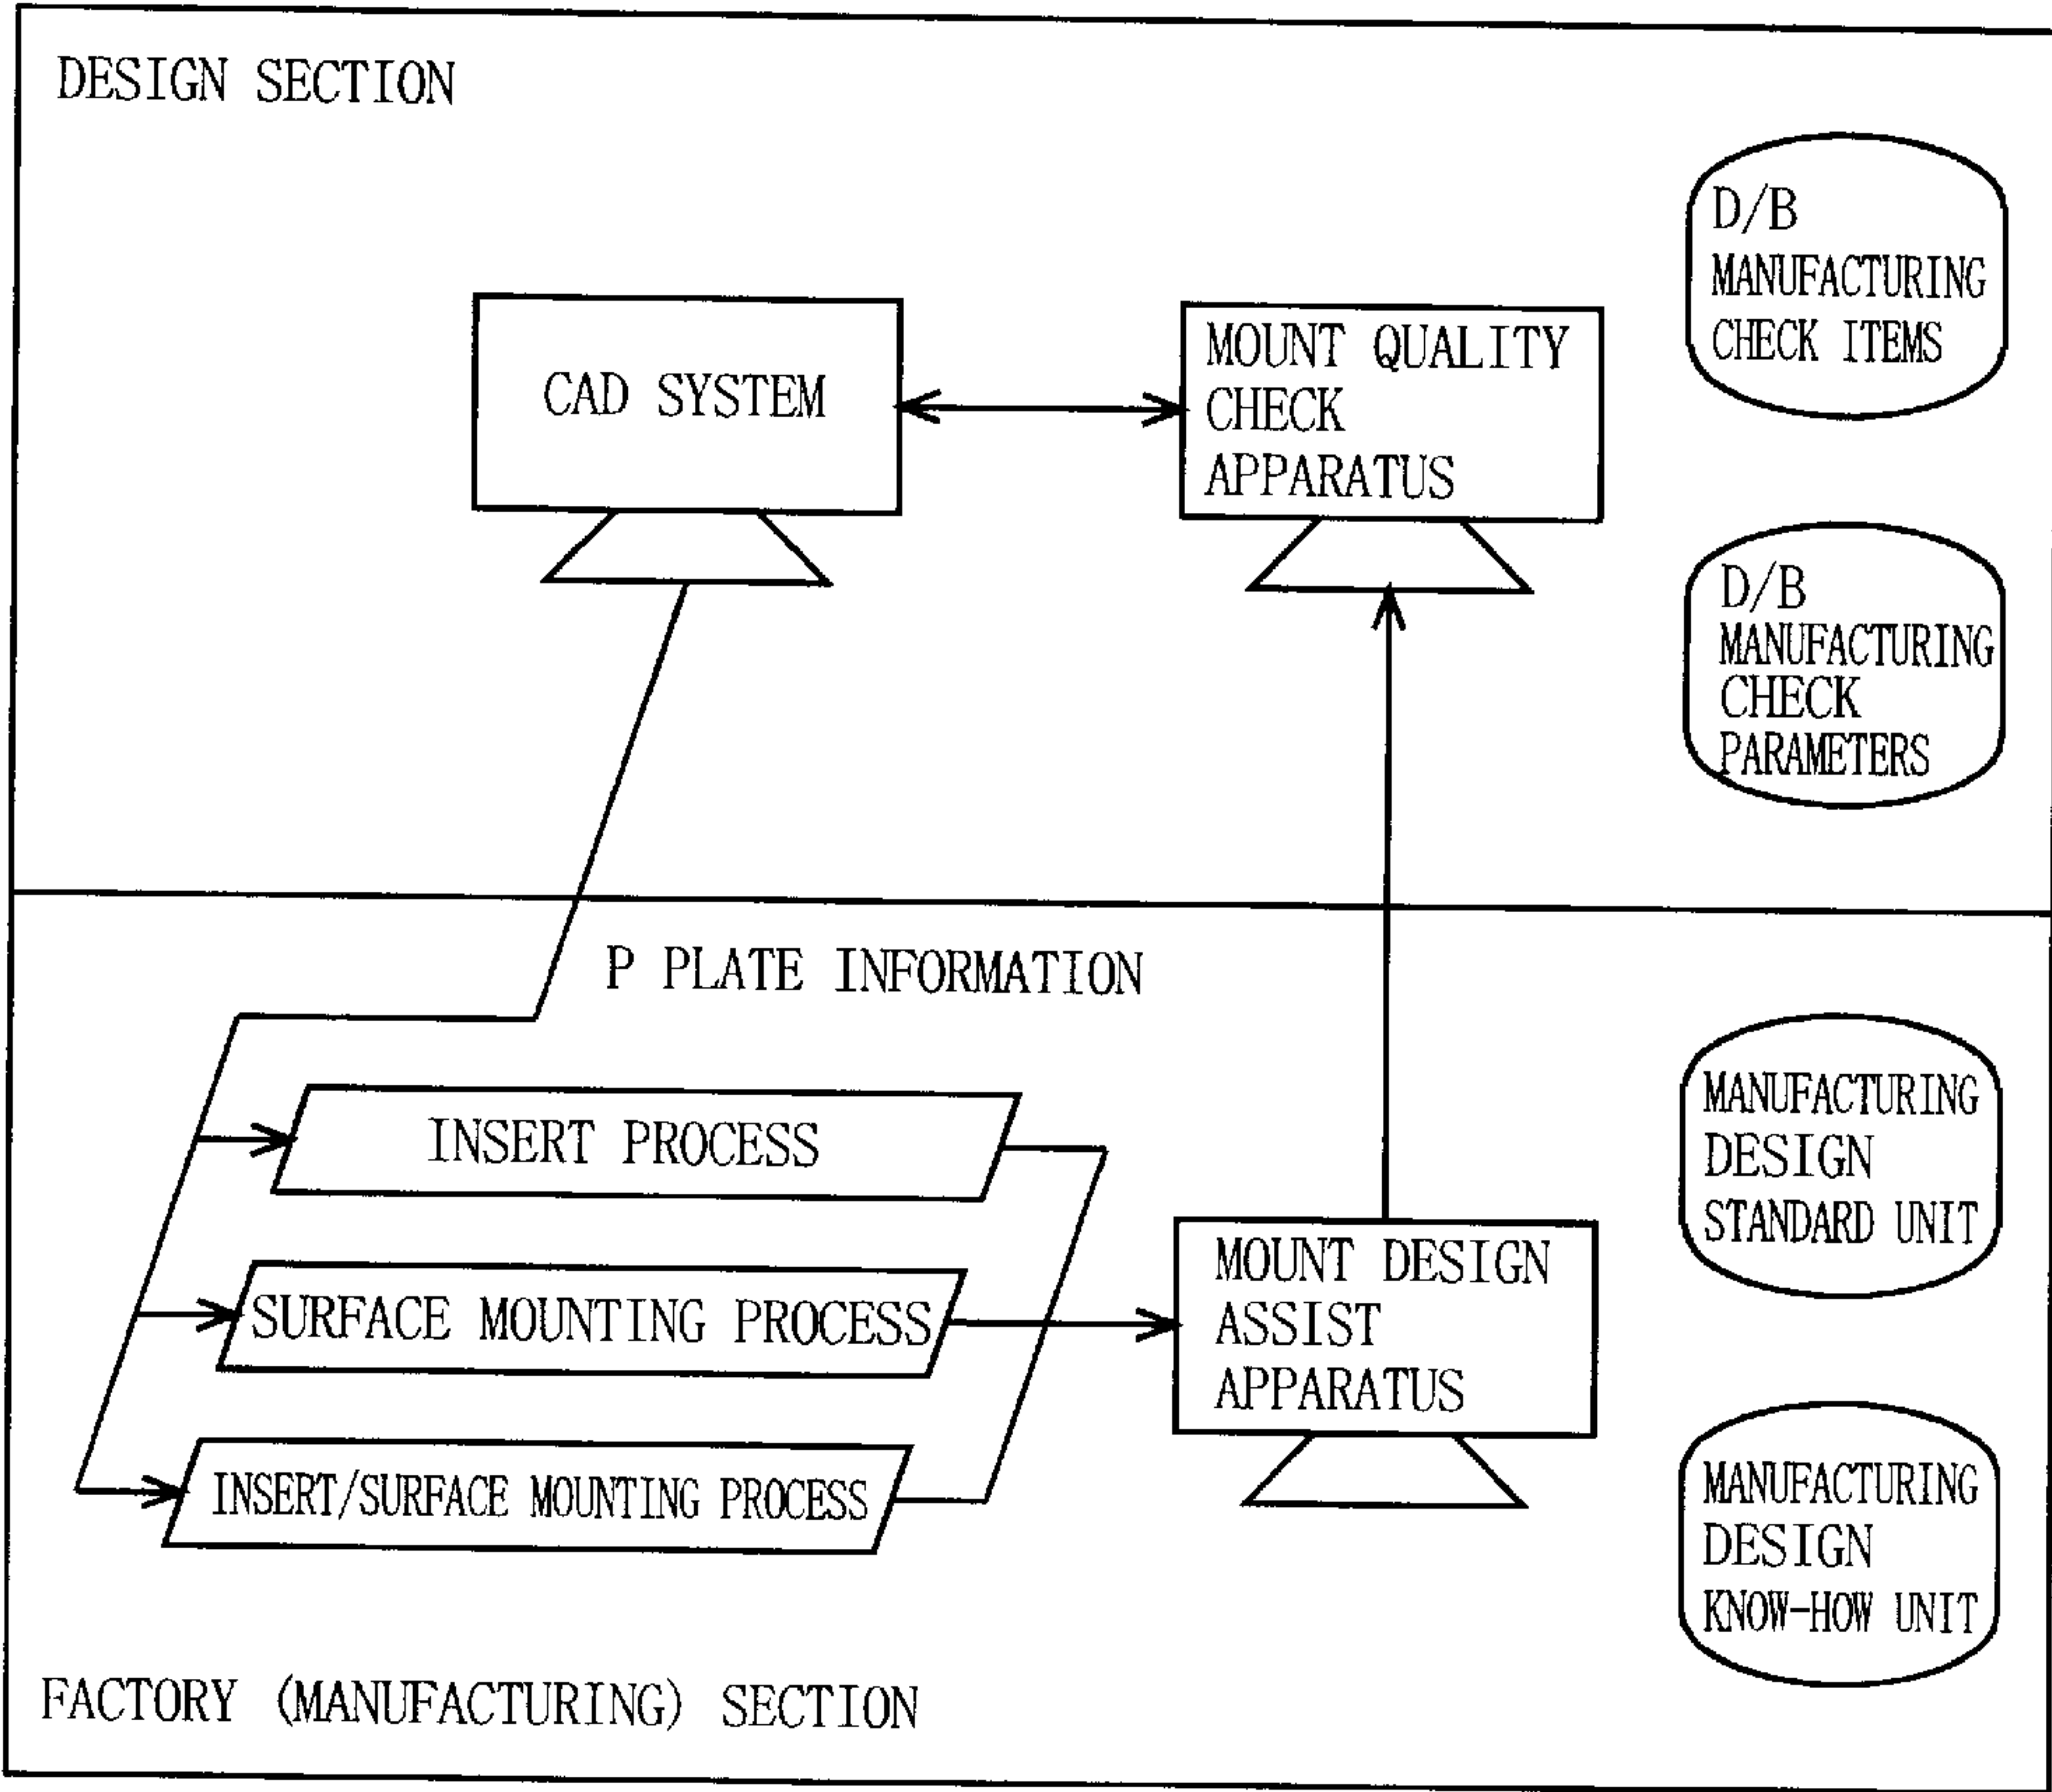 DESIGN SECTION
D/B
MANUFACTURING
CHECK ITEMS
CAD SYSTEM
MOUNT QUALITY
CHECK
APPARATUS
D/B
MANUFACTURING
CHECK
PARAMETERS
P PLATE INFORMATION
INSERT PROCESS
SURFACE MOUNTING PROCESS
INSERT/SURFACE MOUNTING PROCESS
MOUNT DESIGN
ASSIST
APPARATUS
MANUFACTURING
DESIGN
STANDARD UNIT
MANUFACTURING
DESIGN
KNOW-HOW UNIT
FACTORY (MANUFACTURING) SECTION